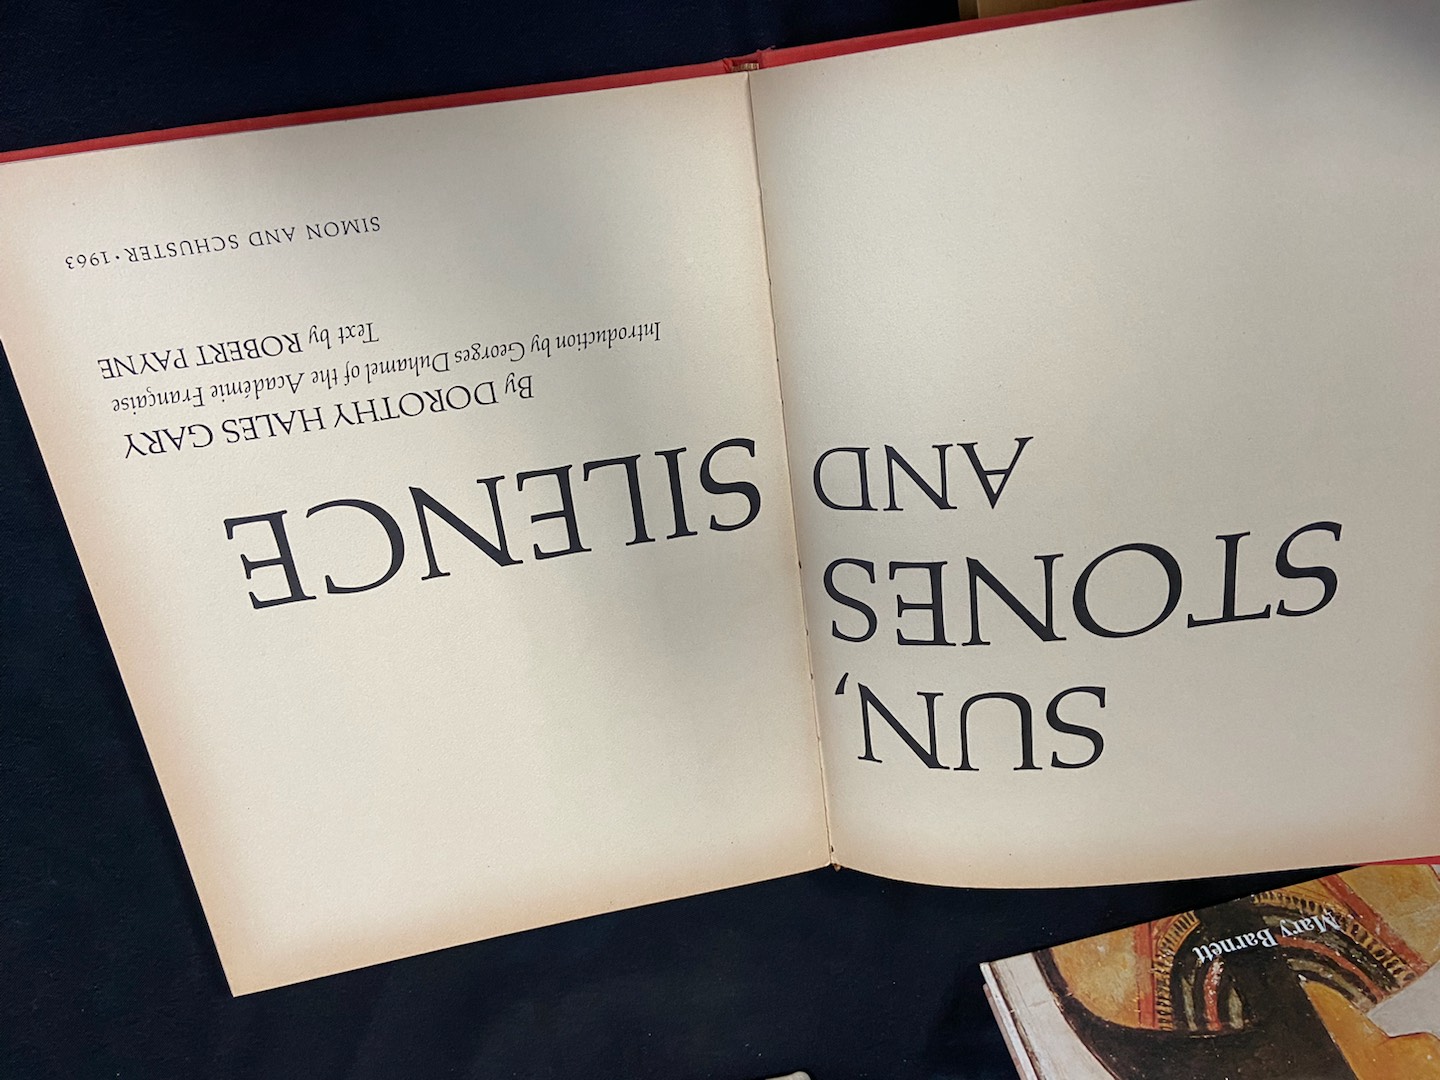 SUN,
STONES
AND
SILENCE
By DOROTHY HALES GARY
Introduction by Georges Duhamel of the Académie Française
Text by ROBERT PAYNE
SIMON AND SCHUSTER · 1963
Mary Barnett